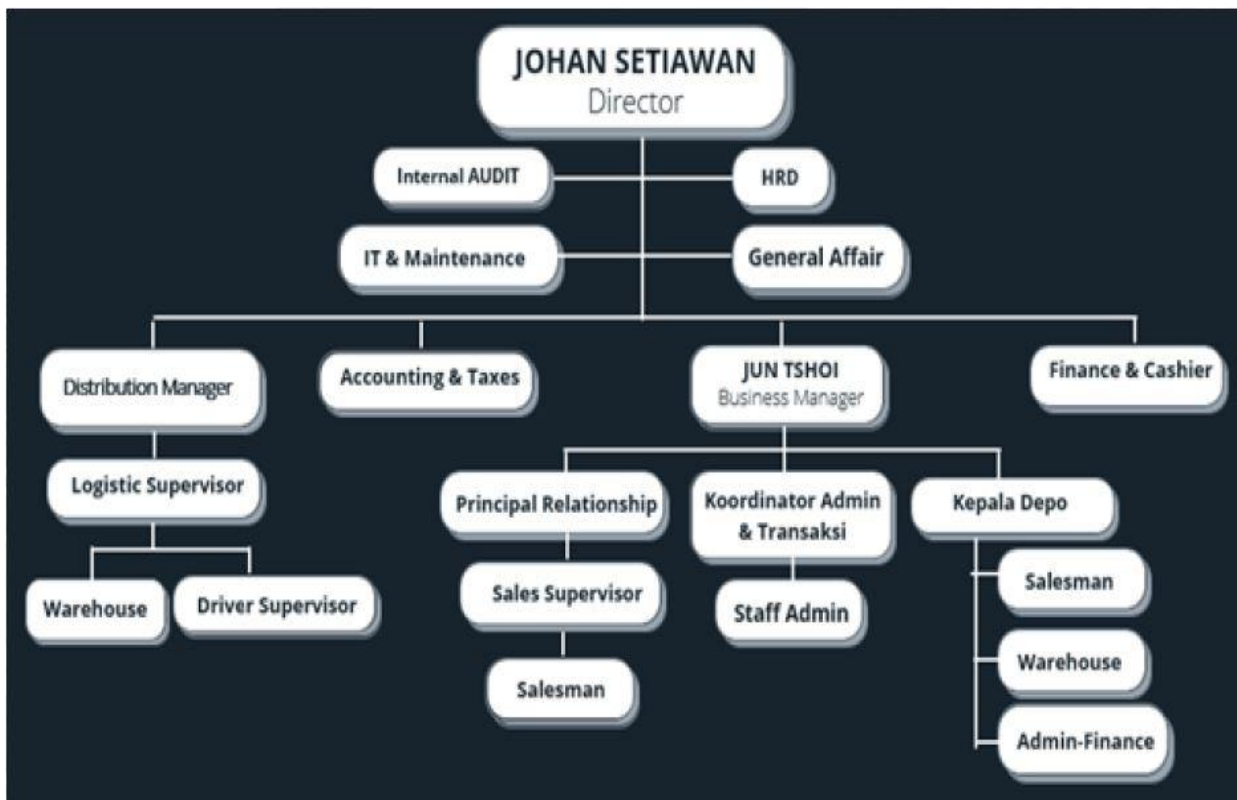 JOHAN SETIAWAN
Director
Internal AUDIT
HRD
IT & Maintenance
General Affair
Distribution Manager
Accounting & Taxes
JUN TSHOI
Business Manager
Finance & Cashier
Logistic Supervisor
Principal Relationship
Koordinator Admin
& Transaksi
Kepala Depo
Warehouse
Driver Supervisor
Sales Supervisor
Staff Admin
Salesman
Salesman
Warehouse
Admin-Finance